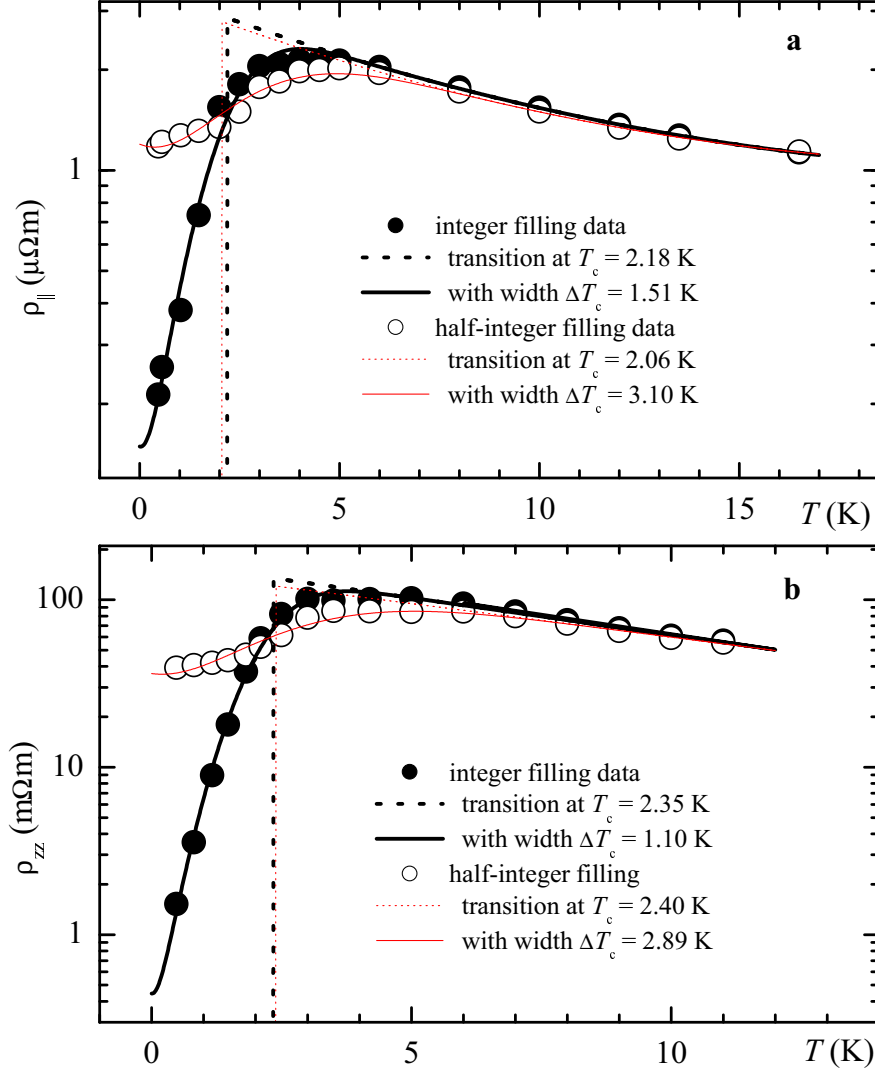 a
1
ρ∥ (μΩm)
integer filling data
transition at Tc = 2.18 K
with width ΔTc = 1.51 K
half-integer filling data
transition at Tc = 2.06 K
with width ΔTc = 3.10 K
0 5 10 15 T (K)
b
100
10
1
ρzz (mΩm)
integer filling data
transition at Tc = 2.35 K
with width ΔTc = 1.10 K
half-integer filling
transition at Tc = 2.40 K
with width ΔTc = 2.89 K
0 5 10 T (K)